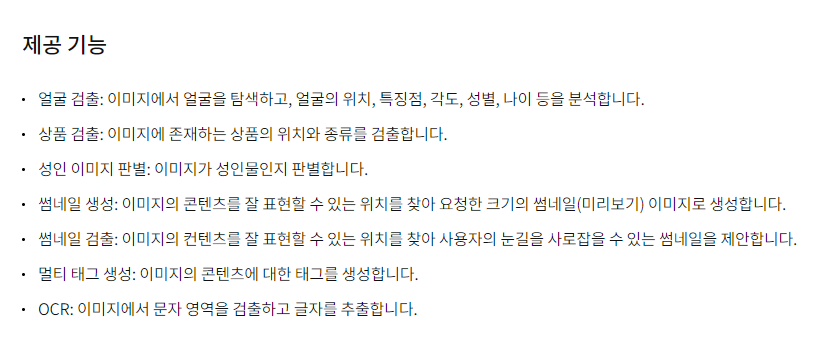 제공 기능
• 얼굴 검출: 이미지에서 얼굴을 탐색하고, 얼굴의 위치, 특징점, 각도, 성별, 나이 등을 분석합니다.
• 상품 검출: 이미지에 존재하는 상품의 위치와 종류를 검출합니다.
• 성인 이미지 판별: 이미지가 성인물인지 판별합니다.
• 썸네일 생성: 이미지의 콘텐츠를 잘 표현할 수 있는 위치를 찾아 요청한 크기의 썸네일(미리보기) 이미지로 생성합니다.
• 썸네일 검출: 이미지의 컨텐츠를 잘 표현할 수 있는 위치를 찾아 사용자의 눈길을 사로잡을 수 있는 썸네일을 제안합니다.
• 멀티 태그 생성: 이미지의 콘텐츠에 대한 태그를 생성합니다.
• OCR: 이미지에서 문자 영역을 검출하고 글자를 추출합니다.